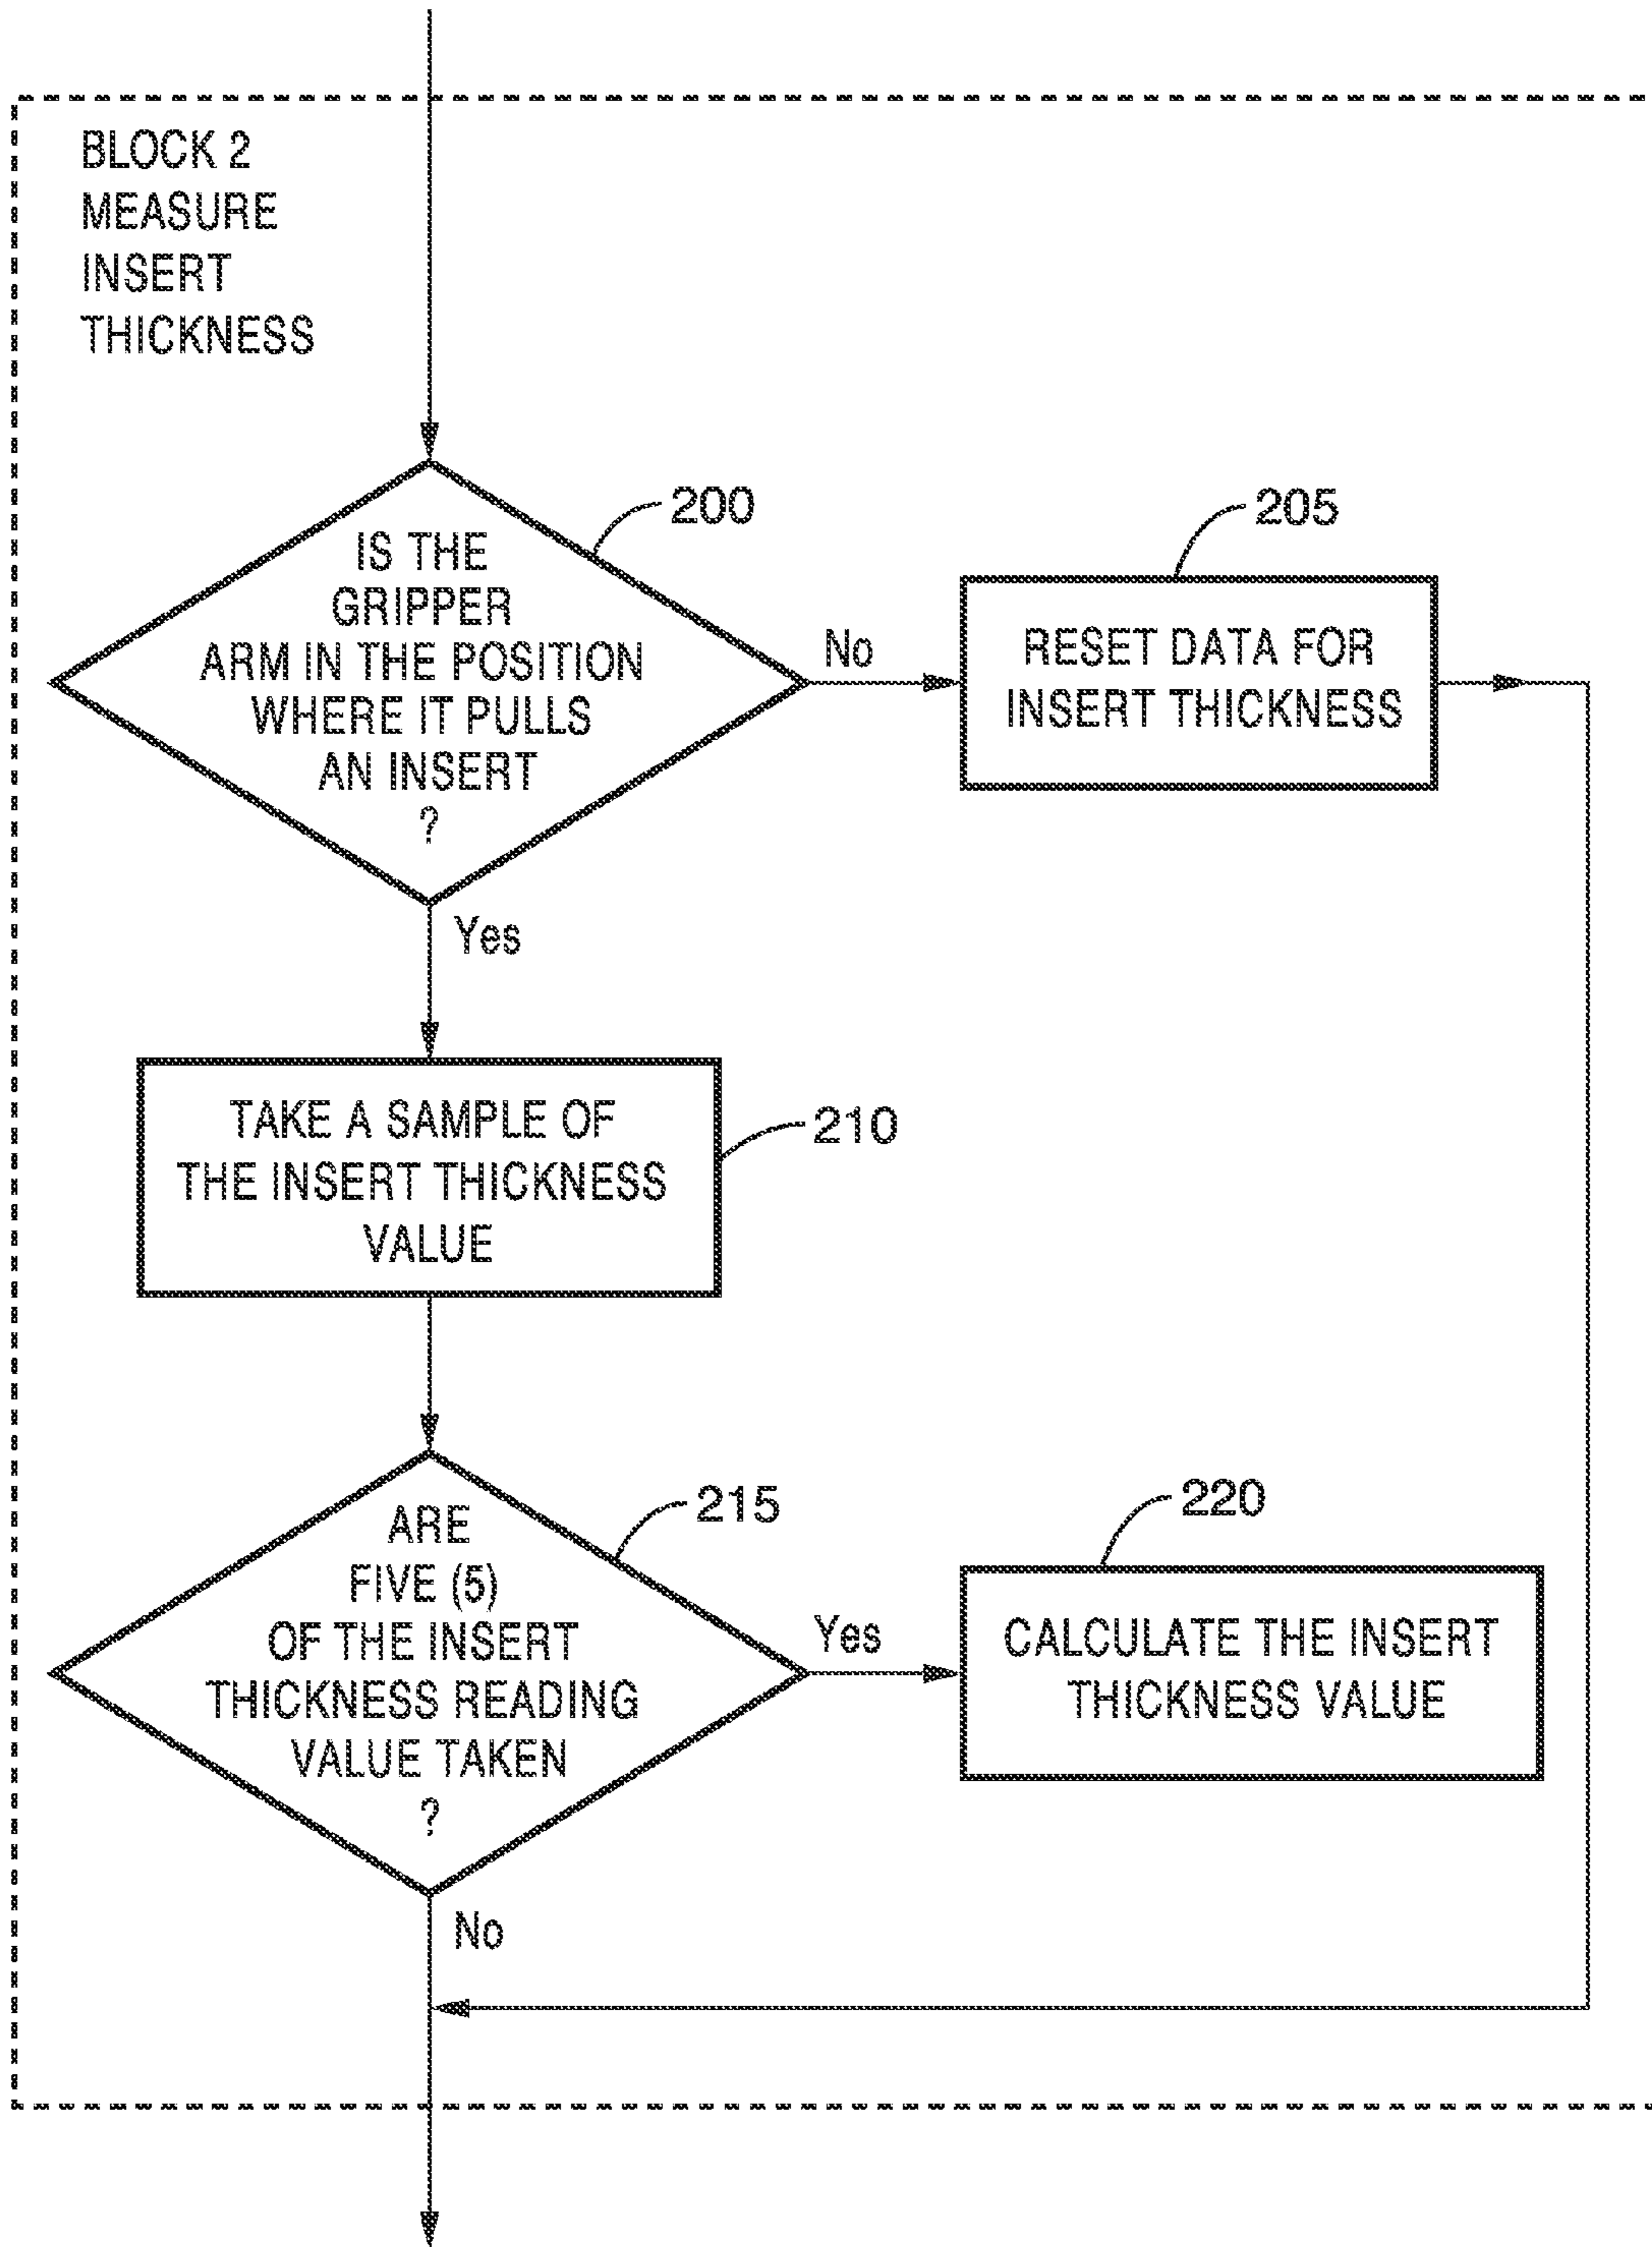 BLOCK 2
MEASURE
INSERT
THICKNESS
200
IS THE
GRIPPER
ARM IN THE POSITION
WHERE IT PULLS
AN INSERT
?
No
205
RESET DATA FOR
INSERT THICKNESS
Yes
210
TAKE A SAMPLE OF
THE INSERT THICKNESS
VALUE
215
ARE
FIVE (5)
OF THE INSERT
THICKNESS READING
VALUE TAKEN
?
Yes
220
CALCULATE THE INSERT
THICKNESS VALUE
No